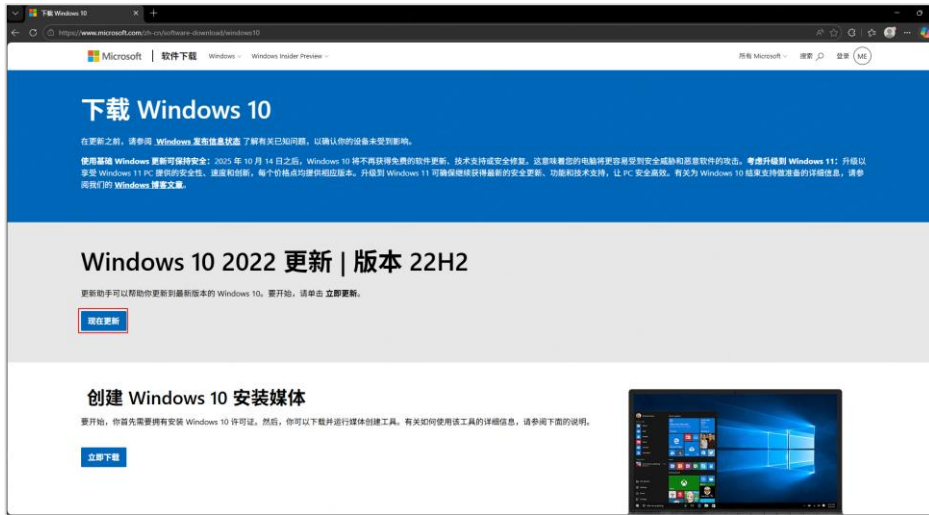 下载 Windows 10
https://www.microsoft.com/zh-cn/software-download/windows10
Microsoft | 软件下载 Windows Windows Insider Preview 所有 Microsoft 搜索 登录 ME
下载 Windows 10
在更新之前，请参阅 Windows 发布信息状态 了解有关已知问题，以确认你的设备未受到影响。
使用基础 Windows 更新可保持安全：2025 年 10 月 14 日之后，Windows 10 将不再获得免费的软件更新、技术支持或安全修复。这意味着您的电脑将更容易受到安全威胁和恶意软件的攻击。考虑升级到 Windows 11：升级以
享受 Windows 11 PC 提供的安全性、速度和创新，每个价格点均提供相应版本。升级到 Windows 11 可确保继续获得最新的安全更新、功能和技术支持，让 PC 安全高效。有关为 Windows 10 结束支持做准备的详细信息，请参
阅我们的 Windows 博客文章。
Windows 10 2022 更新 | 版本 22H2
更新助手可以帮助你更新到最新版本的 Windows 10。要开始，请单击 立即更新。
现在更新
创建 Windows 10 安装媒体
要开始，你首先需要拥有安装 Windows 10 许可证。然后，你可以下载并运行媒体创建工具。有关如何使用该工具的详细信息，请参阅下面的说明。
立即下载